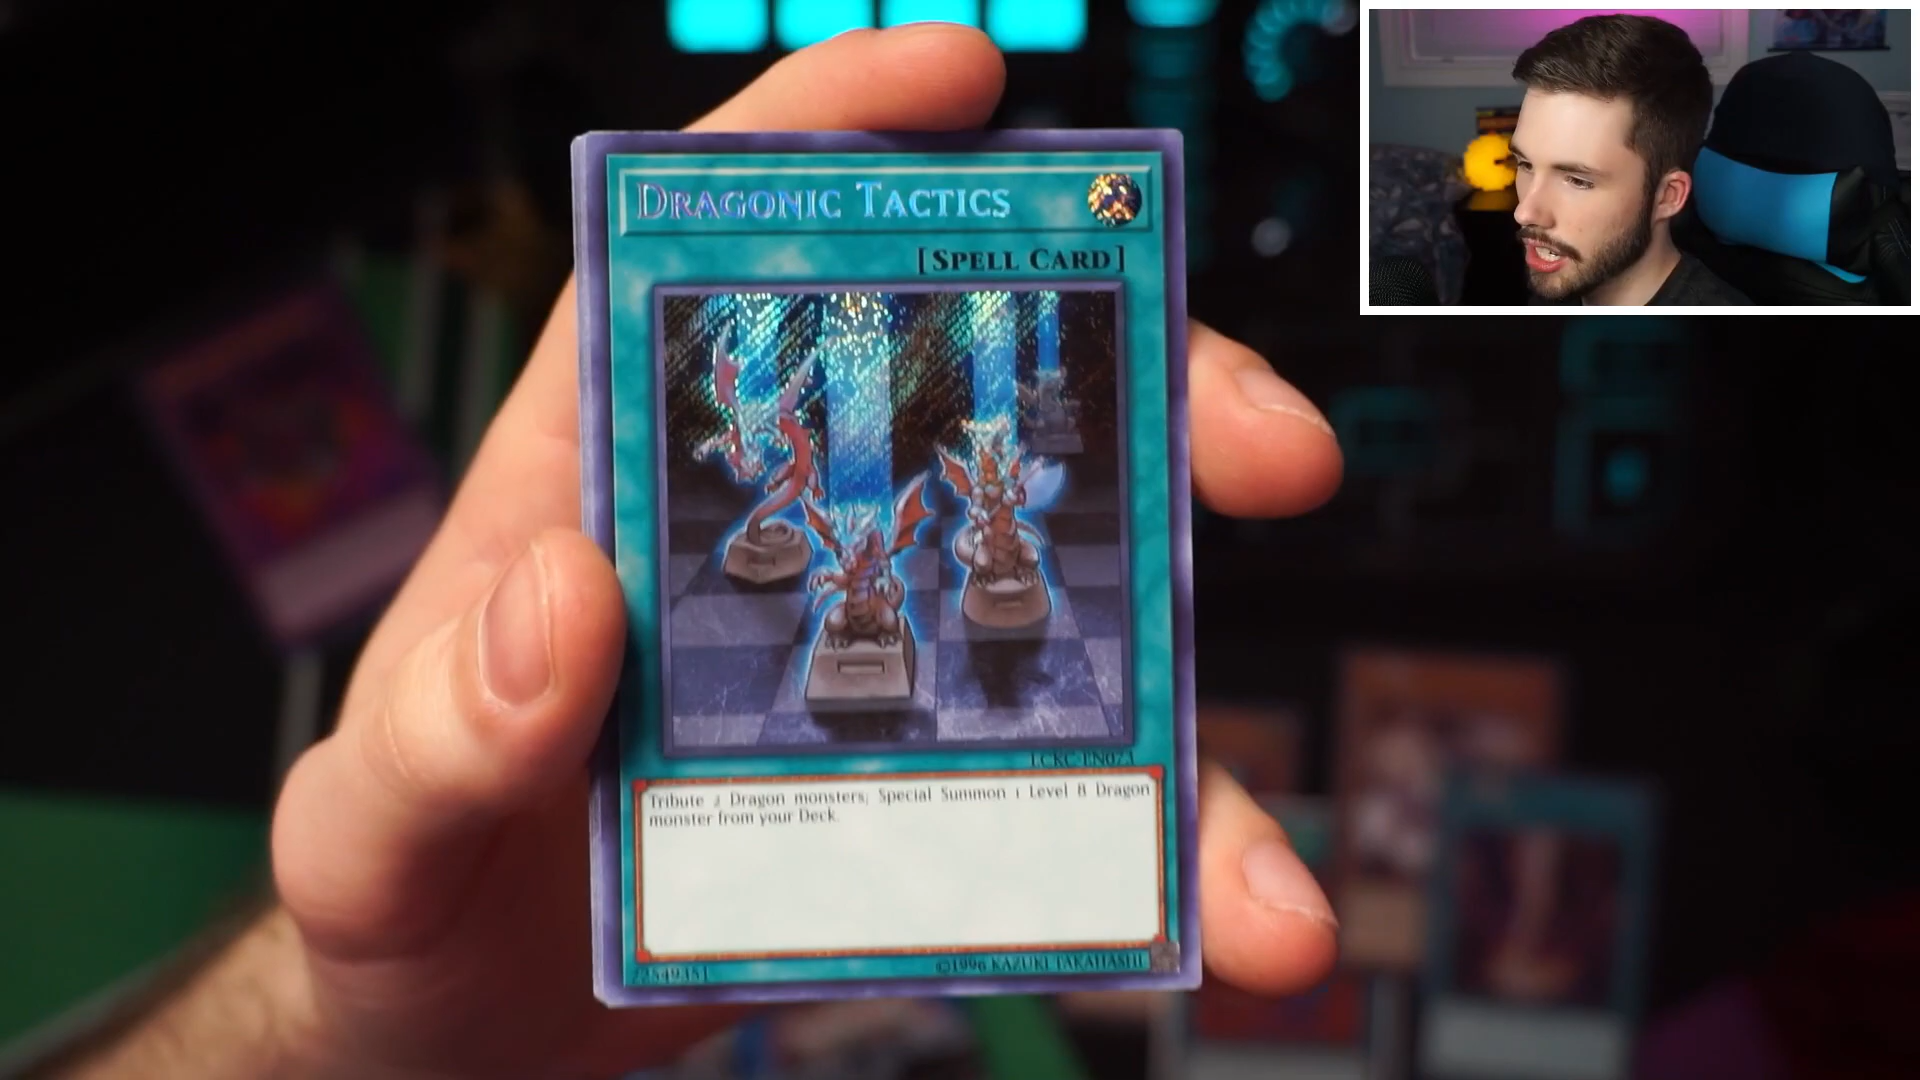 DRAGONIC TACTICS
[SPELL CARD]
LCKC-EN073
Tribute 2 Dragon monsters; Special Summon 1 Level 8 Dragon
monster from your Deck.
©1996 KAZUKI TAKAHASHI